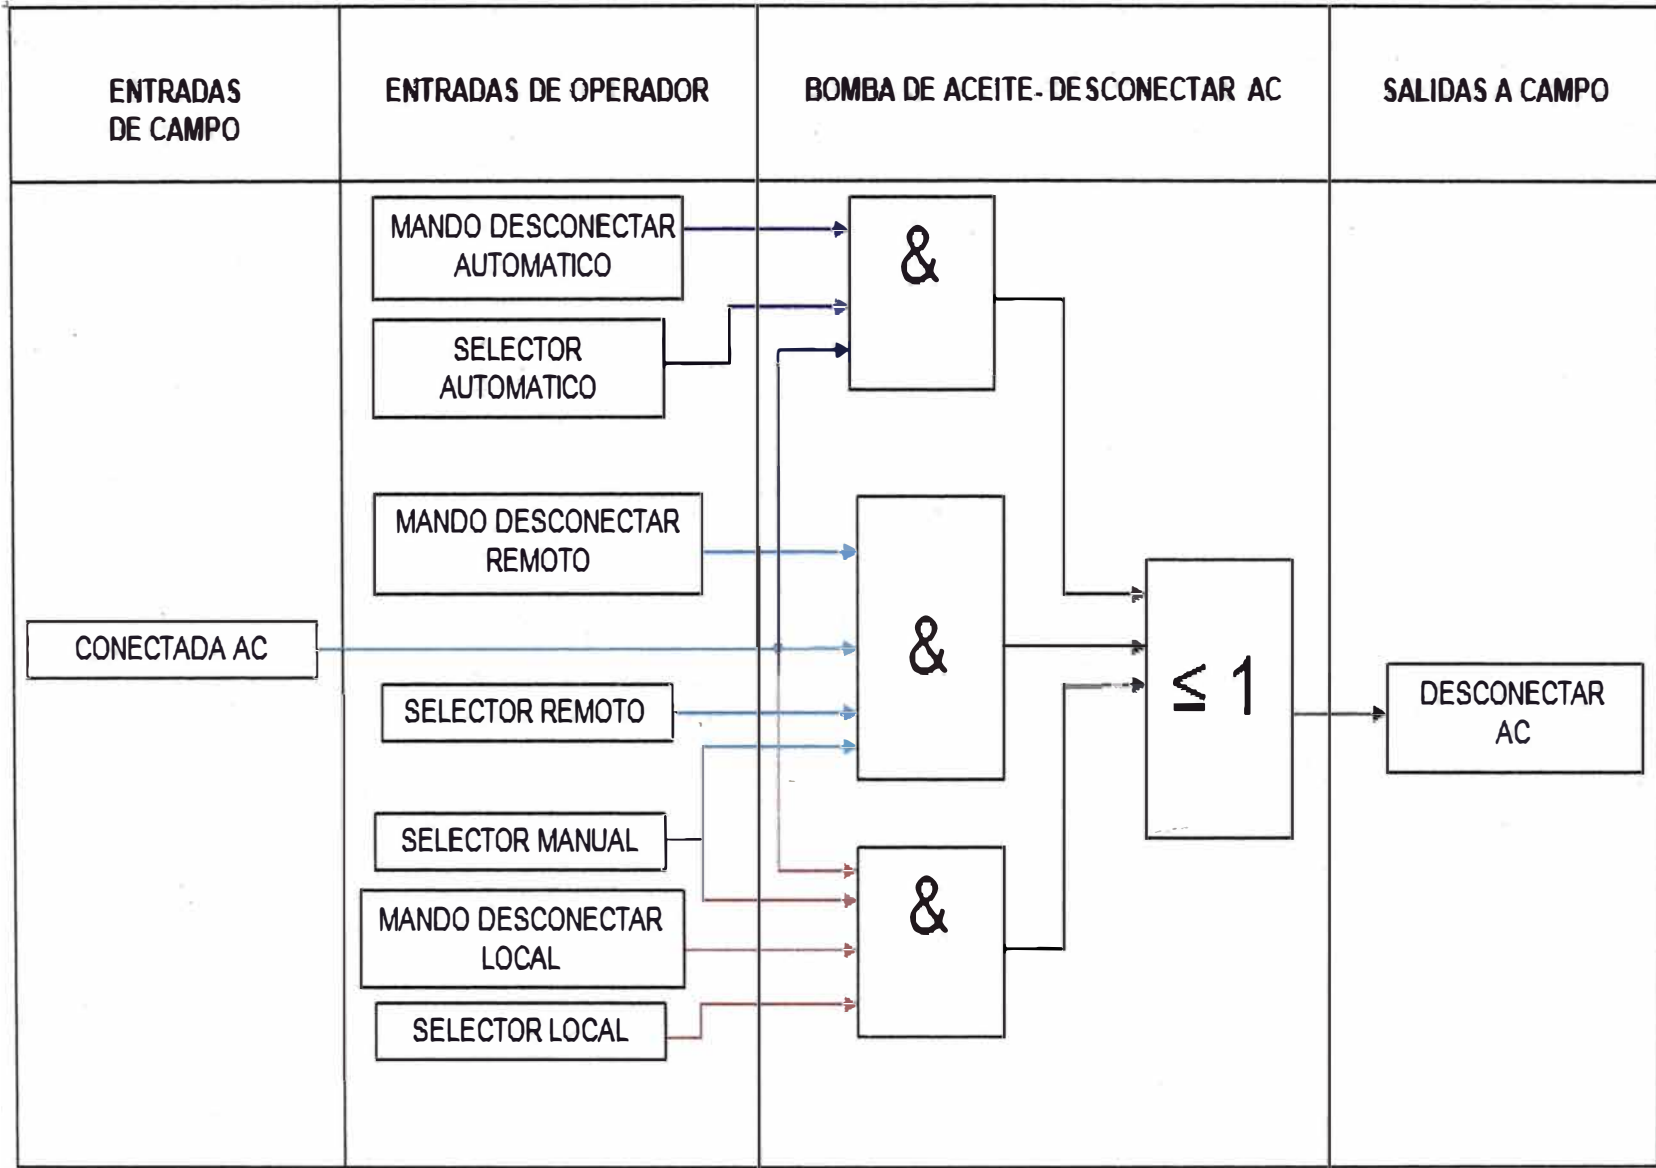 ENTRADAS
DE CAMPO
ENTRADAS DE OPERADOR
BOMBA DE ACEITE-DESCONECTAR AC
SALIDAS A CAMPO
MANDO DESCONECTAR
AUTOMATICO
&
SELECTOR
AUTOMATICO
MANDO DESCONECTAR
REMOTO
CONECTADA AC
&
≤ 1
SELECTOR REMOTO
DESCONECTAR
AC
SELECTOR MANUAL
MANDO DESCONECTAR
LOCAL
&
SELECTOR LOCAL